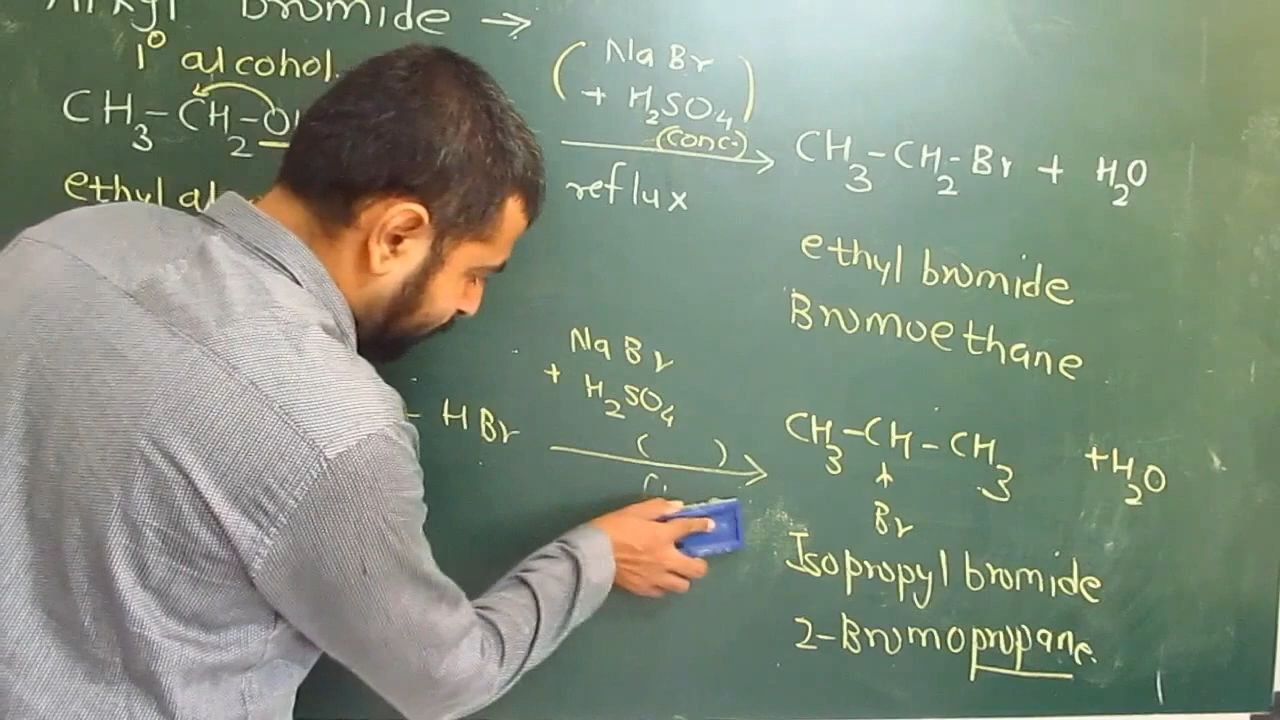 Alkyl bromide →
1° alcohol.
CH3-CH2-O
ethyl al
(NaBr
+ H2SO4)
(conc.)
reflux
CH3-CH2-Br + H2O
ethyl bromide
Bromoethane
NaBr
+ H2SO4
- HBr
( )
CH3-CH-CH3 +H2O
Br
Isopropyl bromide
2-Bromopropane.